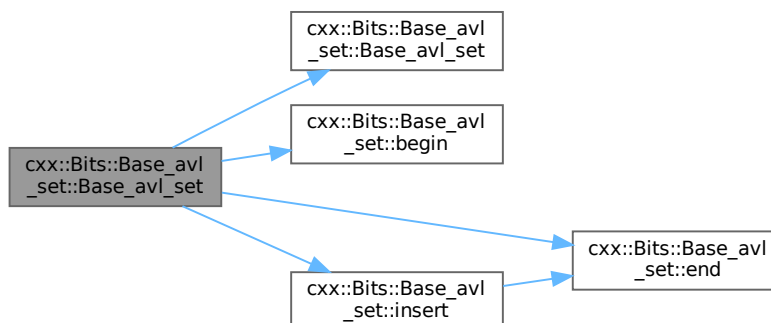 cxx::Bits::Base_avl
_set::Base_avl_set
cxx::Bits::Base_avl
_set::begin
cxx::Bits::Base_avl
_set::Base_avl_set
cxx::Bits::Base_avl
_set::end
cxx::Bits::Base_avl
_set::insert